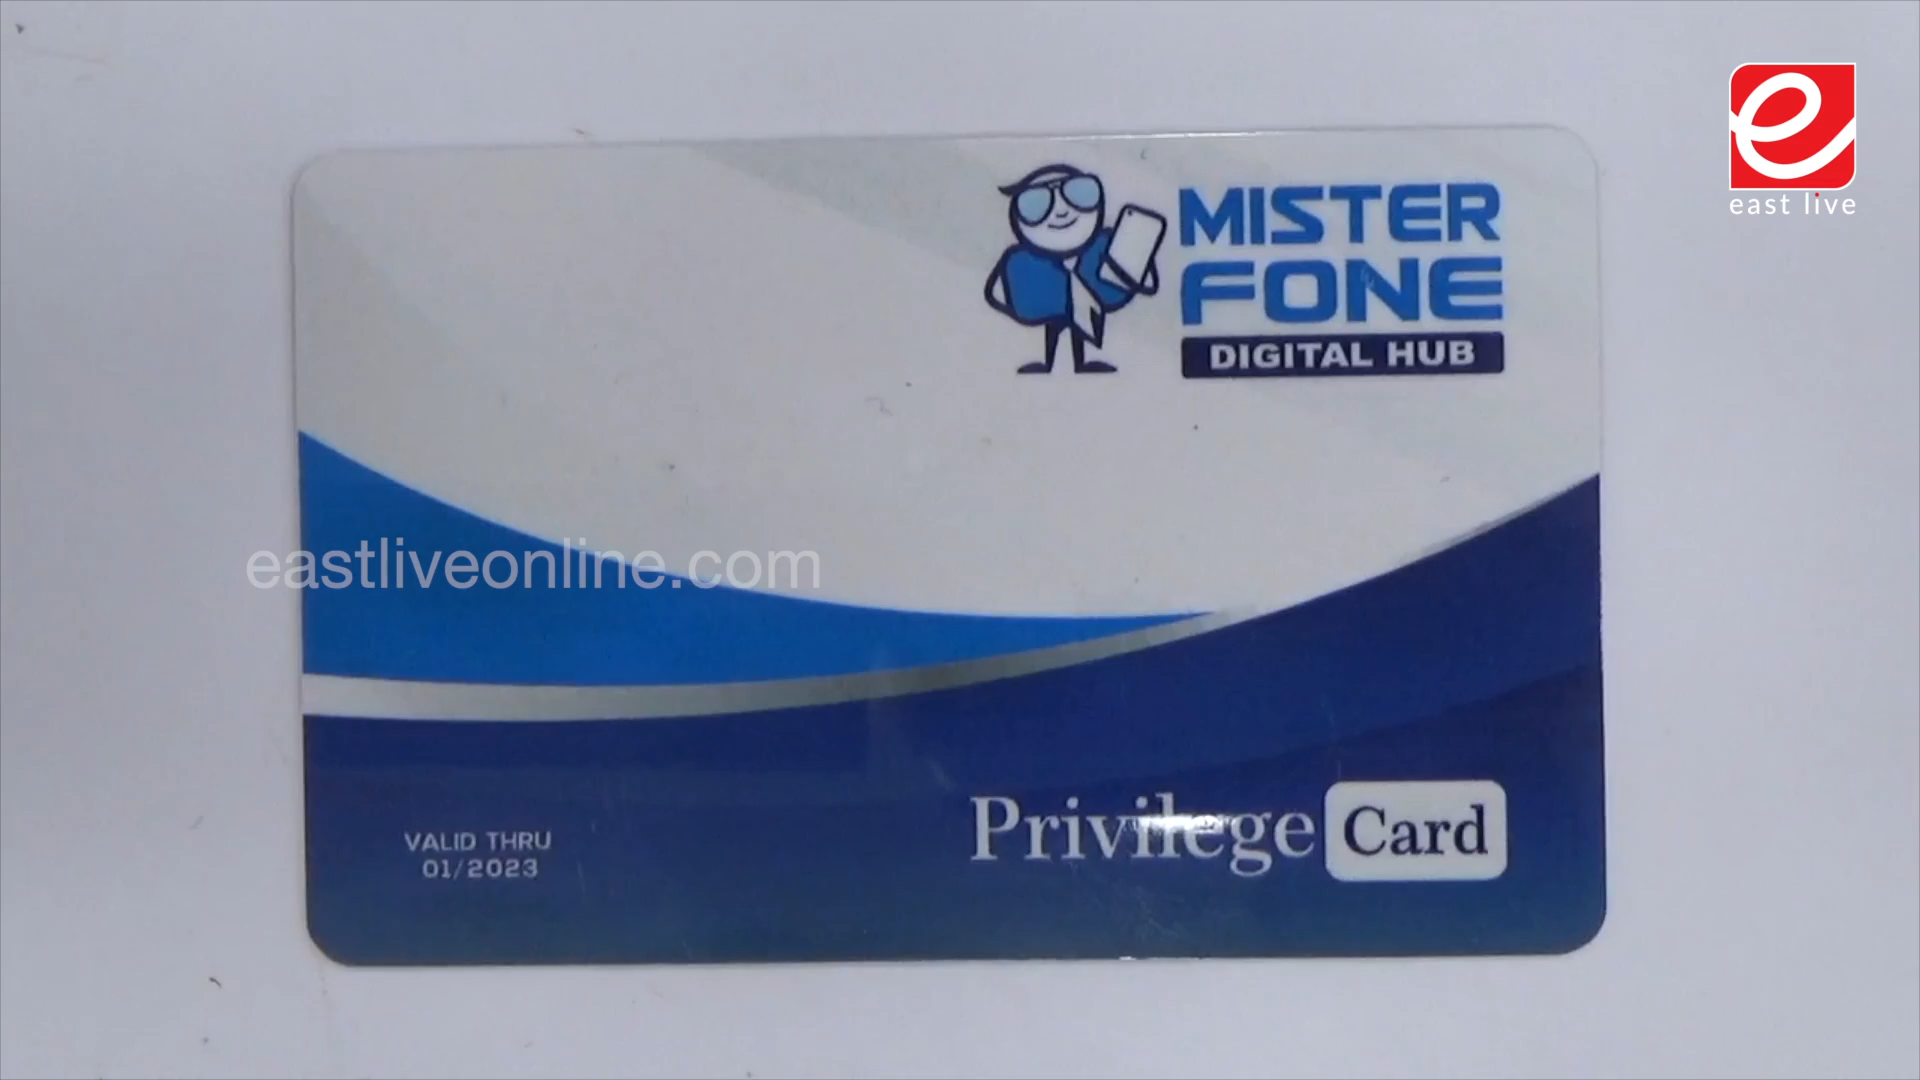 east live
MISTER
FONE
DIGITAL HUB
eastliveonline.com
VALID THRU
01/2023
Privilege Card